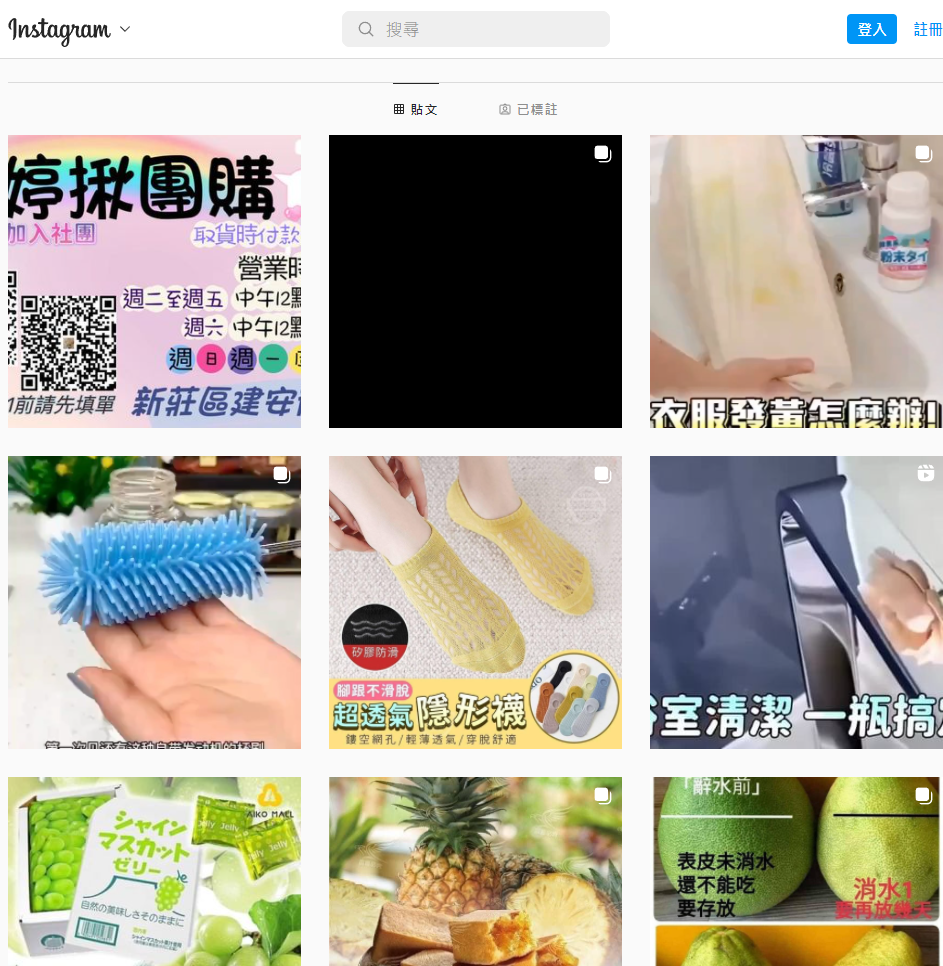 Instagram
搜尋
登入
註冊
貼文
已標註
婷揪團購
加入社團
取貨時付款
營業時
週二至週五 中午12點
週六 中午12點
週日週一
前請先填單
新莊區建安
粉末タイ
衣服發黃怎麼辦!
矽膠防滑
腳跟不滑脫
超透氣隱形襪
鏤空網孔/輕薄透氣/穿脫舒適
室清潔 一瓶搞定
AIKO MAEL
シャイン
マスカット
ゼリー
Jelly Jelly
Jelly Jelly
自然の美味しさそのままに
「辭水前」
表皮未消水
還不能吃
要存放
消水1
要再放幾天